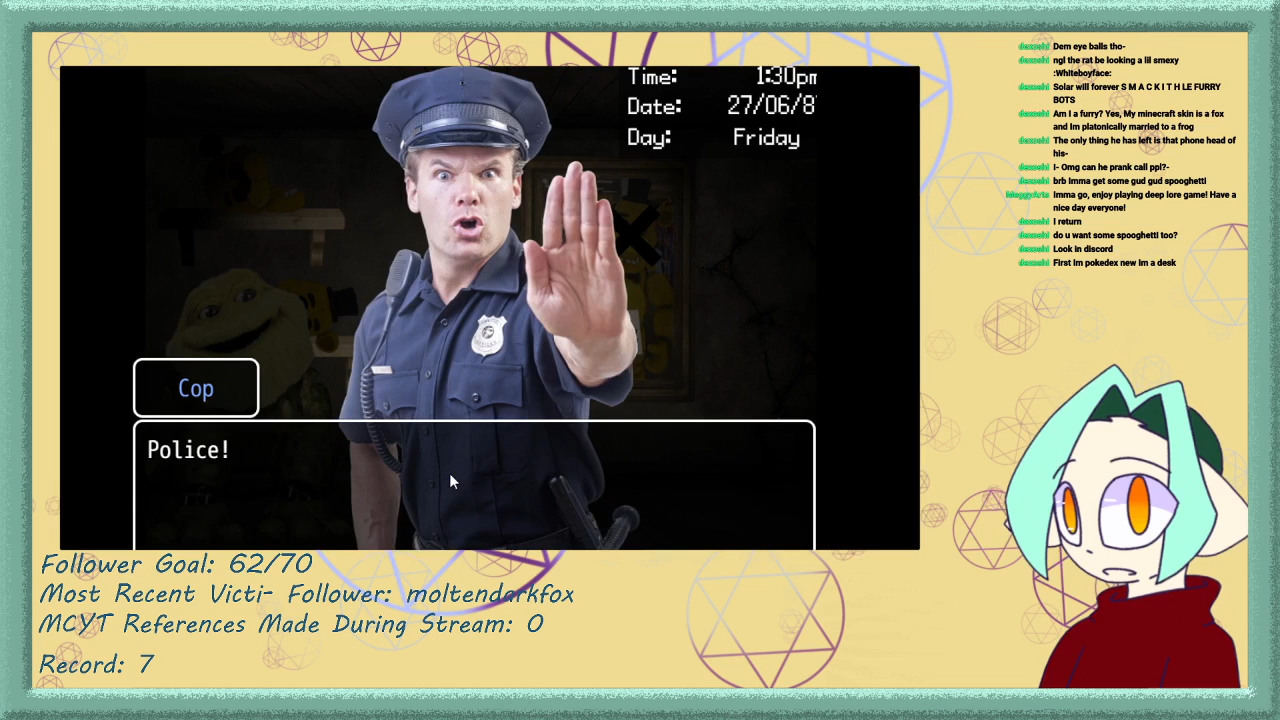 Time: 1:30pm
Date: 27/06/8
Day: Friday
Cop
Police!
Follower Goal: 62/70
Most Recent Victi- Follower: moltendarkfox
MCYT References Made During Stream: 0
Record: 7
Dem eye balls tho-
ngl the rat be looking a lil smexy
:Whiteboyface:
Solar will forever S M A C K I T H LE FURRY
BOTS
Am I a furry? Yes, My minecraft skin is a fox
and Im platonically married to a frog
The only thing he has left is that phone head of
his-
I- Omg can he prank call ppl?-
brb Imma get some gud gud spooghetti
Imma go, enjoy playing deep lore game! Have a
nice day everyone!
I return
do u want some spooghetti too?
Look in discord
First Im pokedex new Im a desk